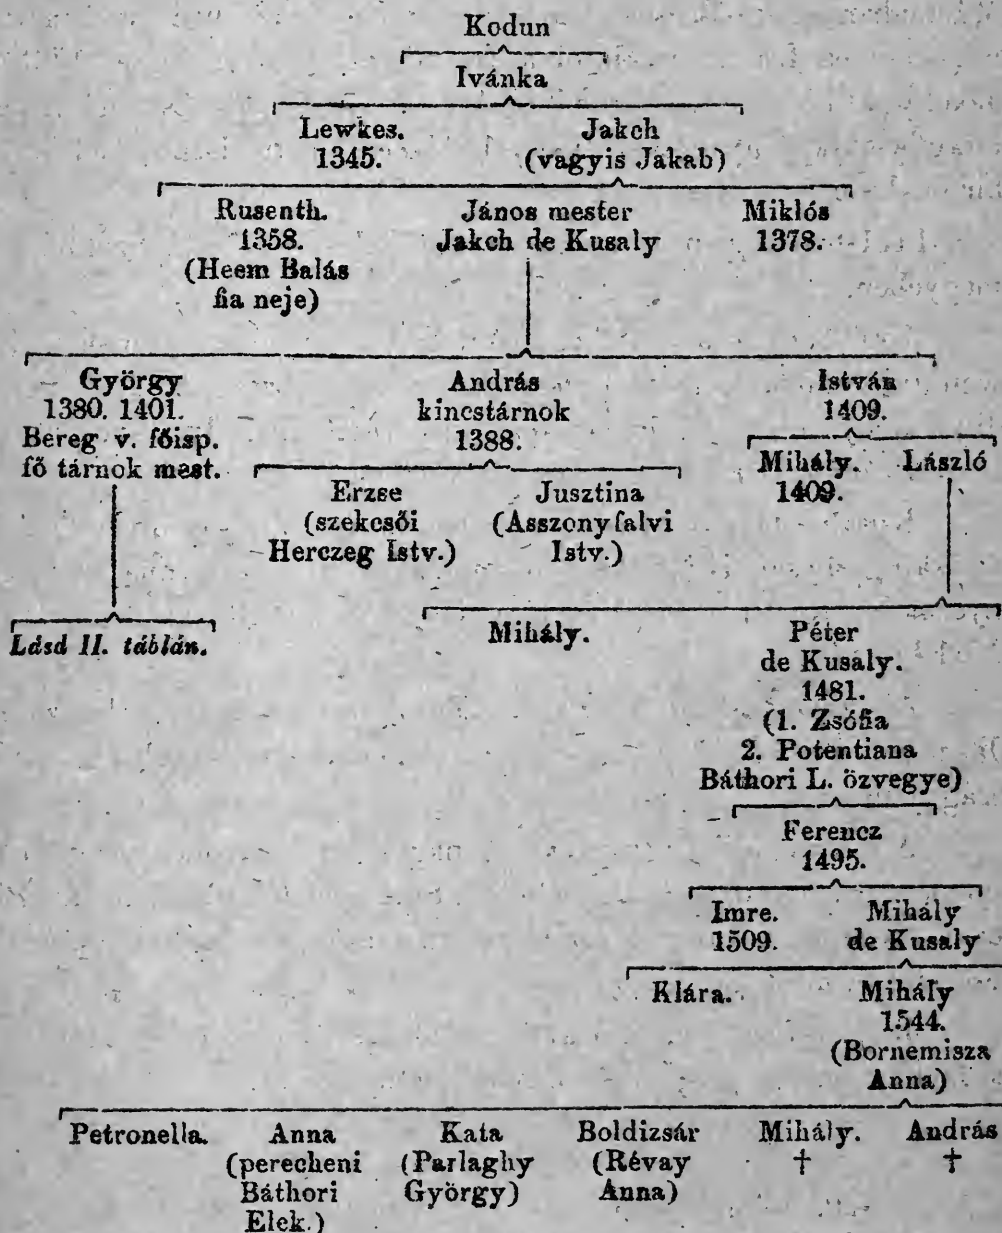 Kodun
Ivánka
Lewkes. Jakch
1345. (vagyis Jakab)
Rusenth. János mester Miklós
1358. Jakch de Kusaly 1378.
(Heem Balás
fia neje)
György András István
1380. 1401. kincstárnok 1409.
Bereg v. főisp. 1388.
fő tárnok mest. Mihály. László
1409.
Erzse Jusztina
(szekcsői (Asszonyfalvi
Herczeg Istv.) Istv.)
Lásd II. táblán.
Mihály. Péter
de Kusaly.
1481.
(1. Zsófia
2. Potentiana
Báthori L. özvegye)
Ferencz
1495.
Imre. Mihály
1509. de Kusaly
Klára. Mihály
1544.
(Bornemisza
Anna)
Petronella. Anna Kata Boldizsár Mihály. András
(perecheni (Parlaghy (Révay † †
Báthori György) Anna)
Elek.)